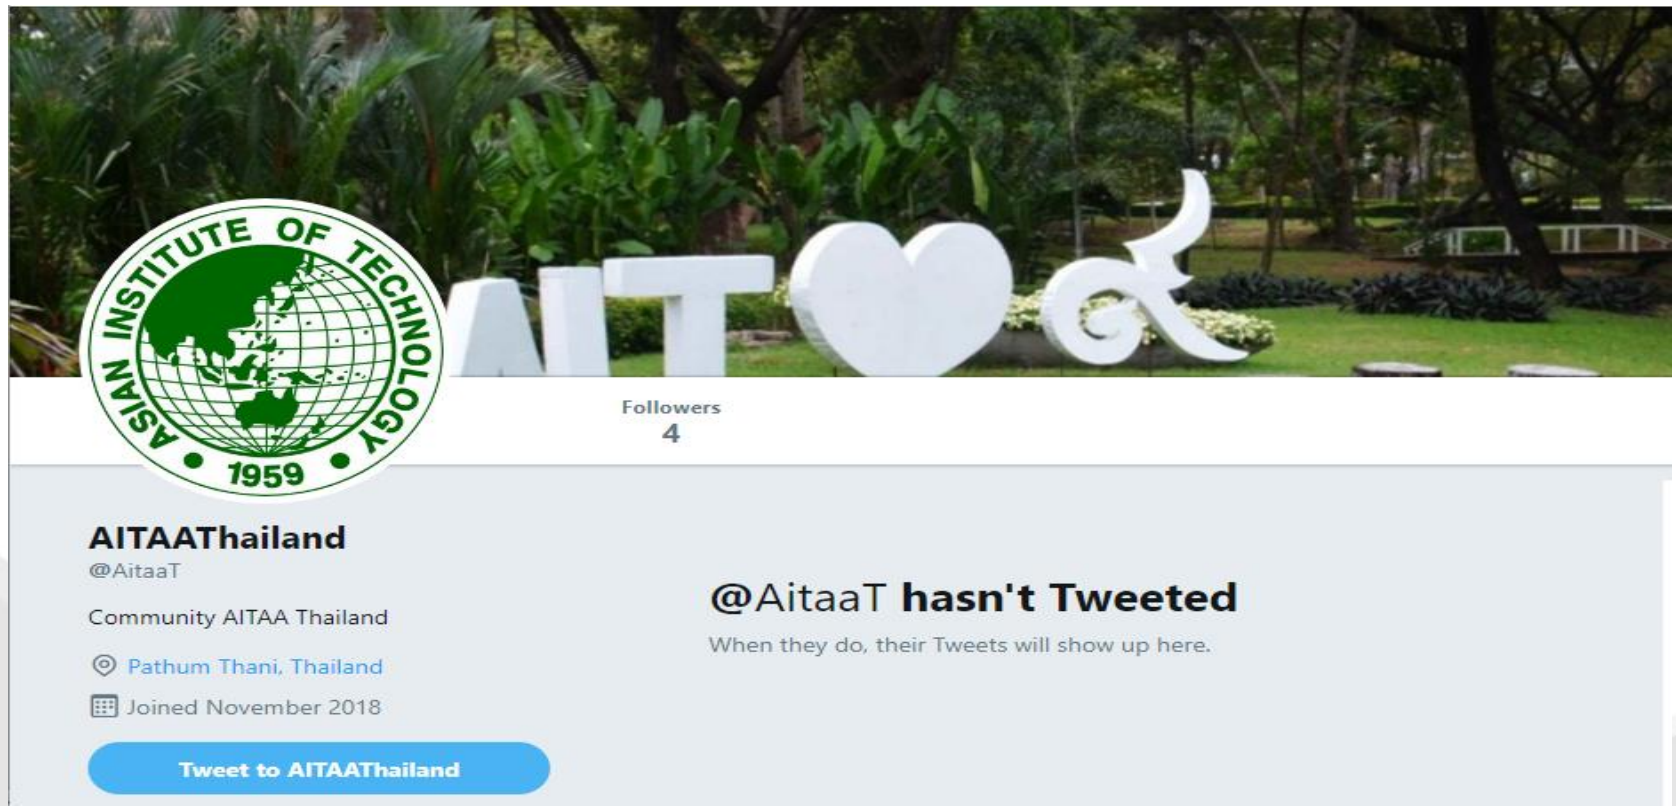 AIT ๙
ASIAN INSTITUTE OF TECHNOLOGY
1959
Followers
4
AITAAThailand
@AitaaT
Community AITAA Thailand
Pathum Thani, Thailand
Joined November 2018
Tweet to AITAAThailand
@AitaaT hasn't Tweeted
When they do, their Tweets will show up here.